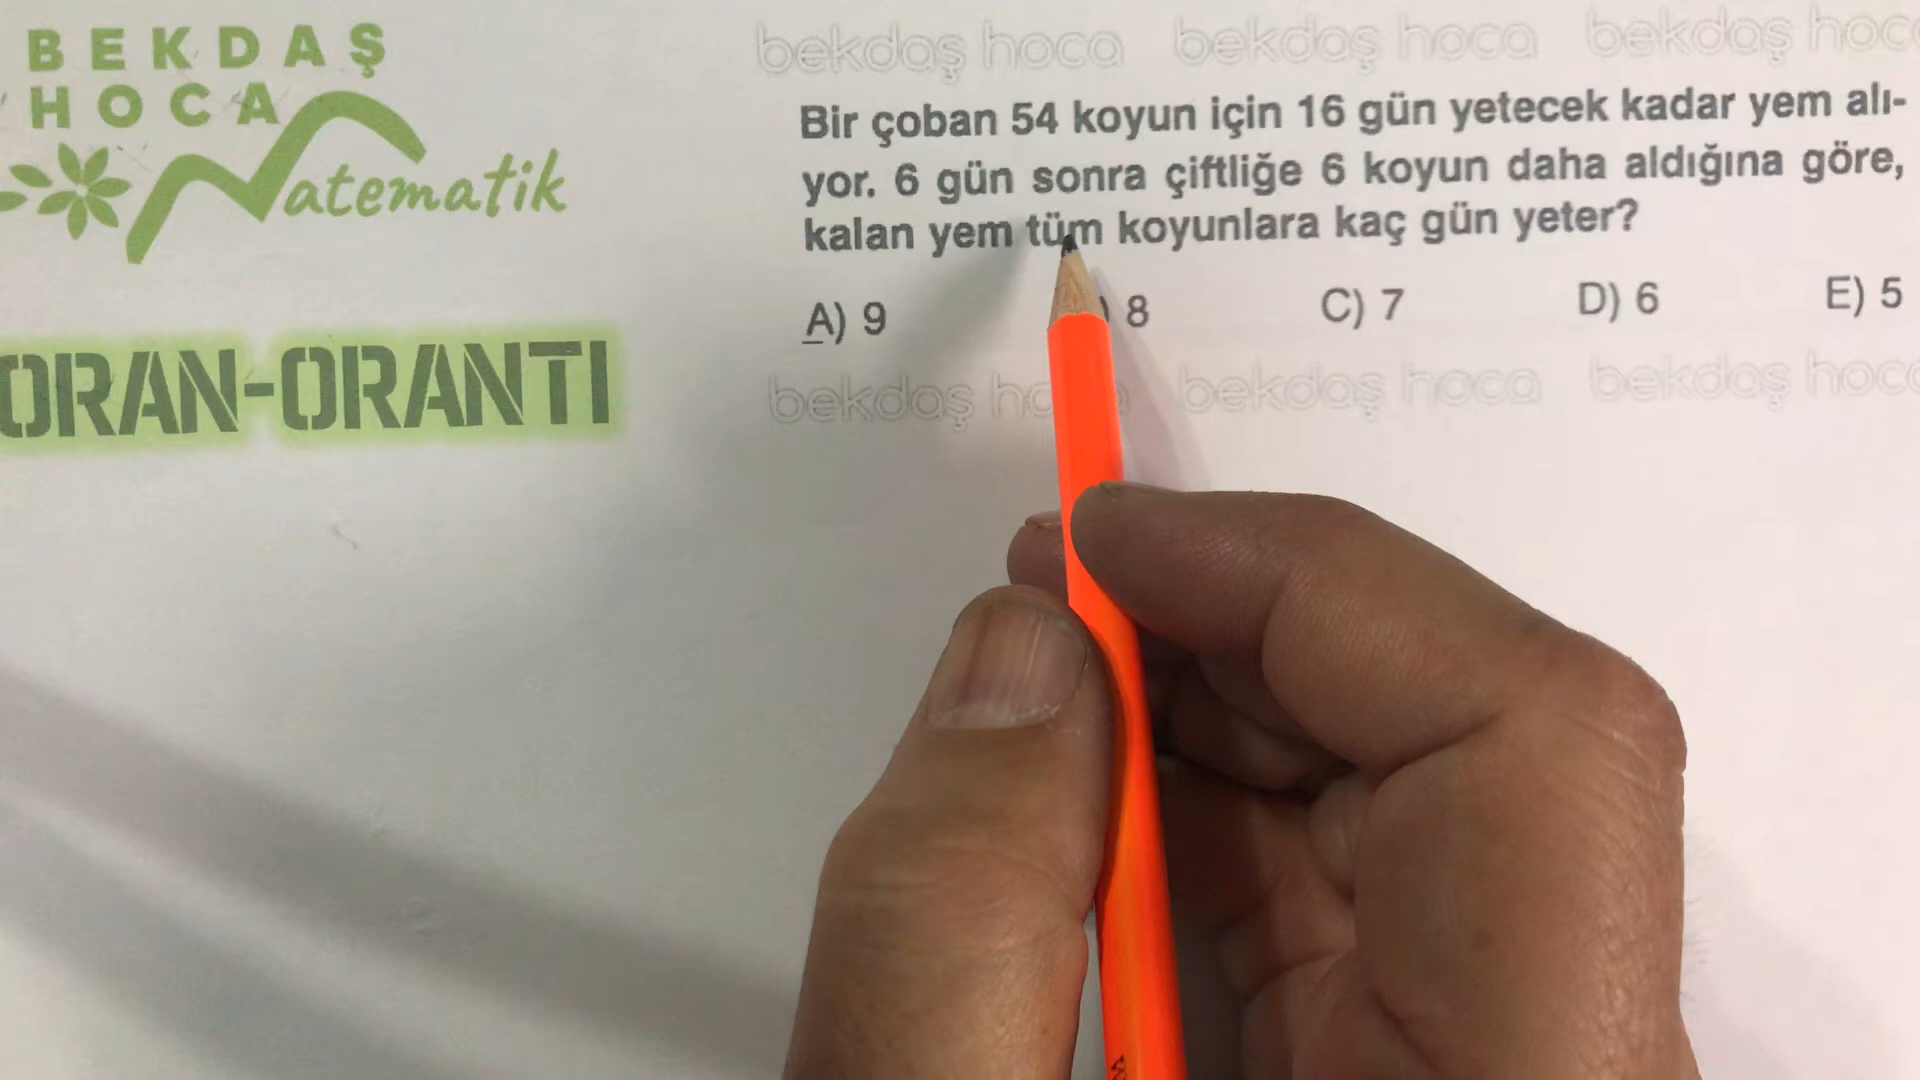 BEKDAŞ
HOCA
Matematik
ORAN-ORANTI
bekdaş hoca bekdaş hoca bekdaş hoca
Bir çoban 54 koyun için 16 gün yetecek kadar yem alı-
yor. 6 gün sonra çiftliğe 6 koyun daha aldığına göre,
kalan yem tüm koyunlara kaç gün yeter?
A) 9 ) 8 C) 7 D) 6 E) 5
bekdaş hoca bekdaş hoca bekdaş hoca